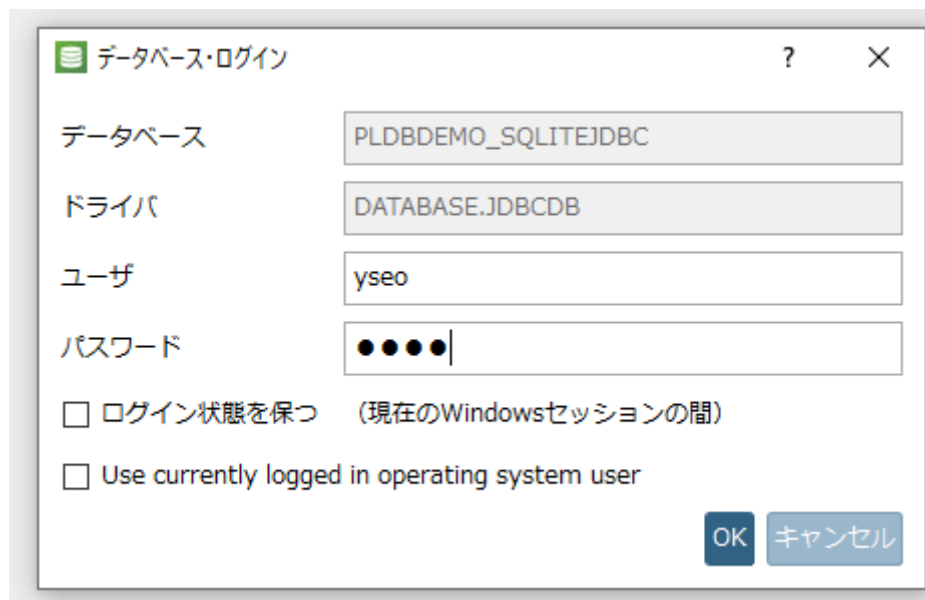 データベース・ログイン ? ×
データベース PLDBDEMO_SQLITEJDBC
ドライバ DATABASE.JDBCDB
ユーザ yseo
パスワード ●●●●
ログイン状態を保つ （現在のWindowsセッションの間）
Use currently logged in operating system user
OK キャンセル